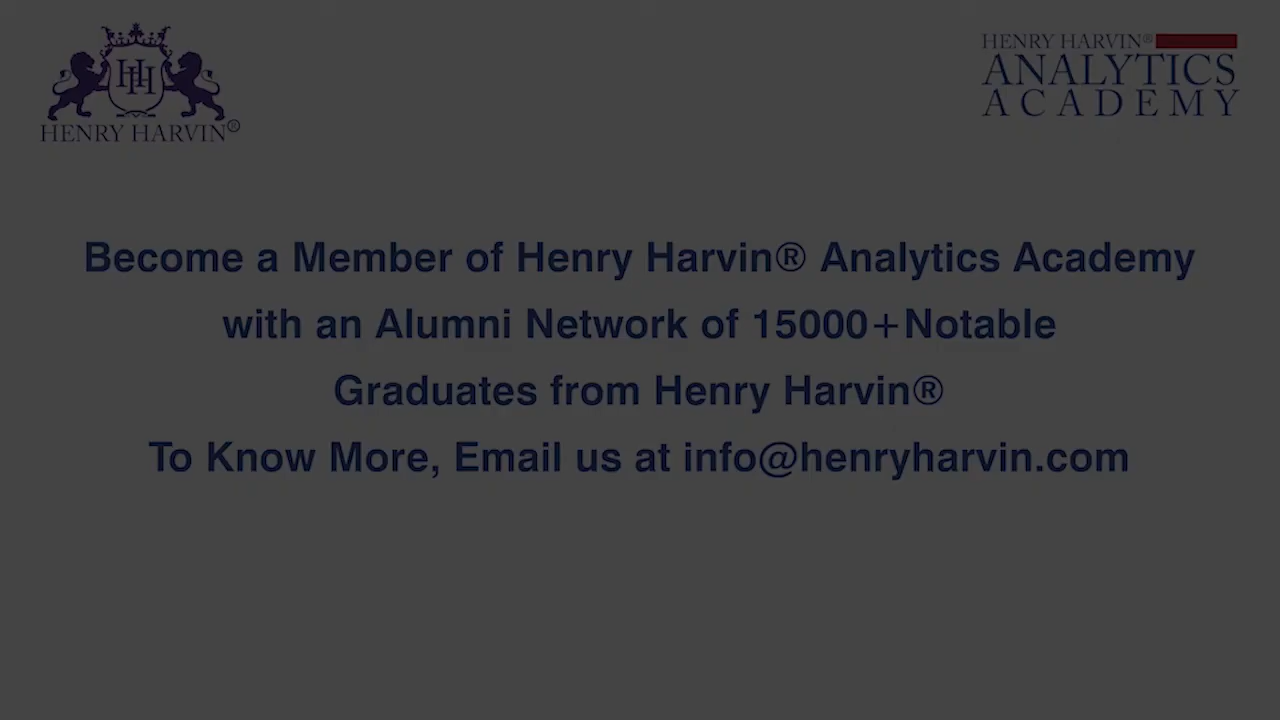 HH
HENRY HARVIN®
HENRY HARVIN®
ANALYTICS
ACADEMY
Become a Member of Henry Harvin® Analytics Academy
with an Alumni Network of 15000+Notable
Graduates from Henry Harvin®
To Know More, Email us at info@henryharvin.com